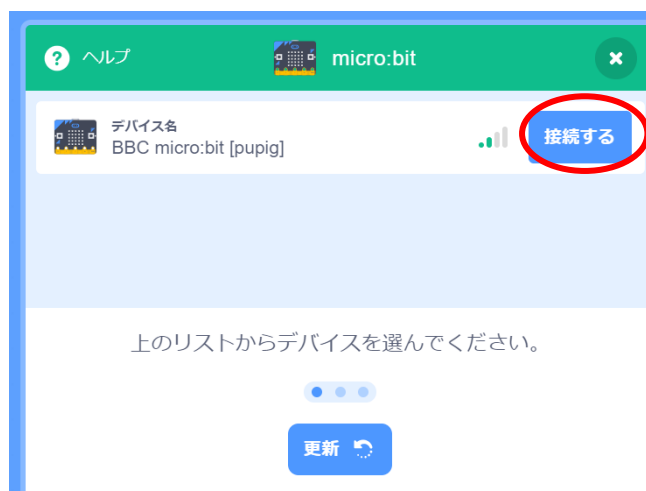 ? ヘルプ
micro:bit
デバイス名
BBC micro:bit [pupig]
接続する
上のリストからデバイスを選んでください。
更新